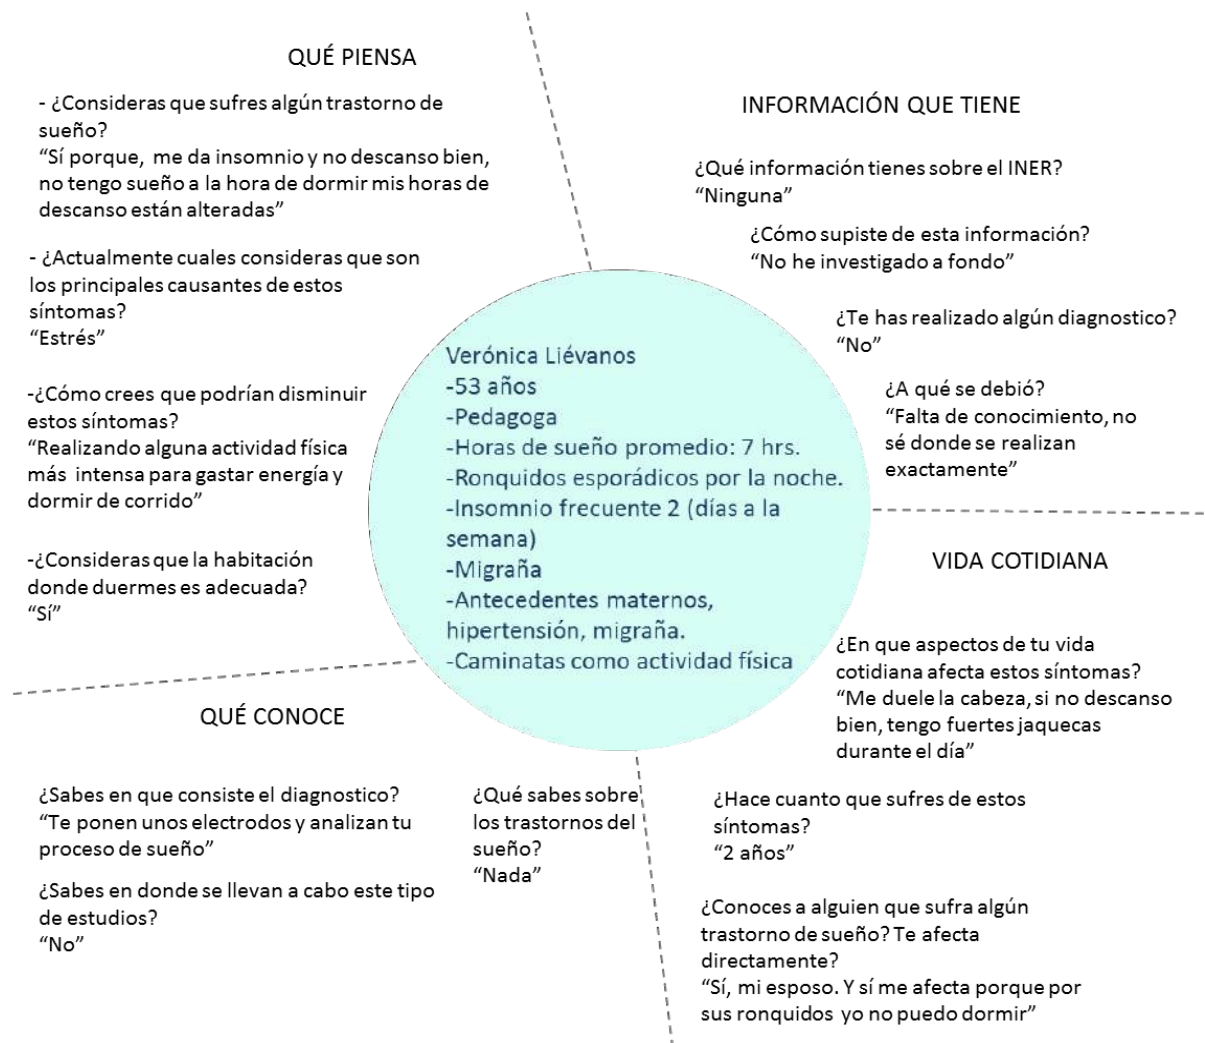 QUÉ PIENSA
- ¿Consideras que sufres algún trastorno de
sueño?
“Sí porque, me da insomnio y no descanso bien,
no tengo sueño a la hora de dormir mis horas de
descanso están alteradas”
- ¿Actualmente cuales consideras que son
los principales causantes de estos
síntomas?
“Estrés”
-¿Cómo crees que podrían disminuir
estos síntomas?
“Realizando alguna actividad física
más intensa para gastar energía y
dormir de corrido”
-¿Consideras que la habitación
donde duermes es adecuada?
“Sí”
INFORMACIÓN QUE TIENE
¿Qué información tienes sobre el INER?
“Ninguna”
¿Cómo supiste de esta información?
“No he investigado a fondo”
¿Te has realizado algún diagnostico?
“No”
¿A qué se debió?
“Falta de conocimiento, no
sé donde se realizan
exactamente”
Verónica Liévanos
-53 años
-Pedagoga
-Horas de sueño promedio: 7 hrs.
-Ronquidos esporádicos por la noche.
-Insomnio frecuente 2 (días a la
semana)
-Migraña
-Antecedentes maternos,
hipertensión, migraña.
-Caminatas como actividad física
VIDA COTIDIANA
¿En que aspectos de tu vida
cotidiana afecta estos síntomas?
“Me duele la cabeza, si no descanso
bien, tengo fuertes jaquecas
durante el día”
¿Hace cuanto que sufres de estos
síntomas?
“2 años”
¿Conoces a alguien que sufra algún
trastorno de sueño? Te afecta
directamente?
“Sí, mi esposo. Y sí me afecta porque por
sus ronquidos yo no puedo dormir”
QUÉ CONOCE
¿Sabes en que consiste el diagnostico?
“Te ponen unos electrodos y analizan tu
proceso de sueño”
¿Sabes en donde se llevan a cabo este tipo
de estudios?
“No”
¿Qué sabes sobre
los trastornos del
sueño?
“Nada”